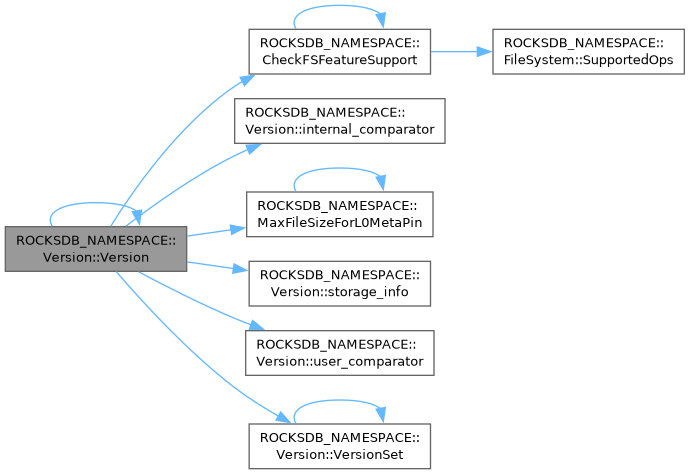 ROCKSDB_NAMESPACE::
CheckFSFeatureSupport
ROCKSDB_NAMESPACE::
FileSystem::SupportedOps
ROCKSDB_NAMESPACE::
Version::internal_comparator
ROCKSDB_NAMESPACE::
MaxFileSizeForL0MetaPin
ROCKSDB_NAMESPACE::
Version::Version
ROCKSDB_NAMESPACE::
Version::storage_info
ROCKSDB_NAMESPACE::
Version::user_comparator
ROCKSDB_NAMESPACE::
Version::VersionSet